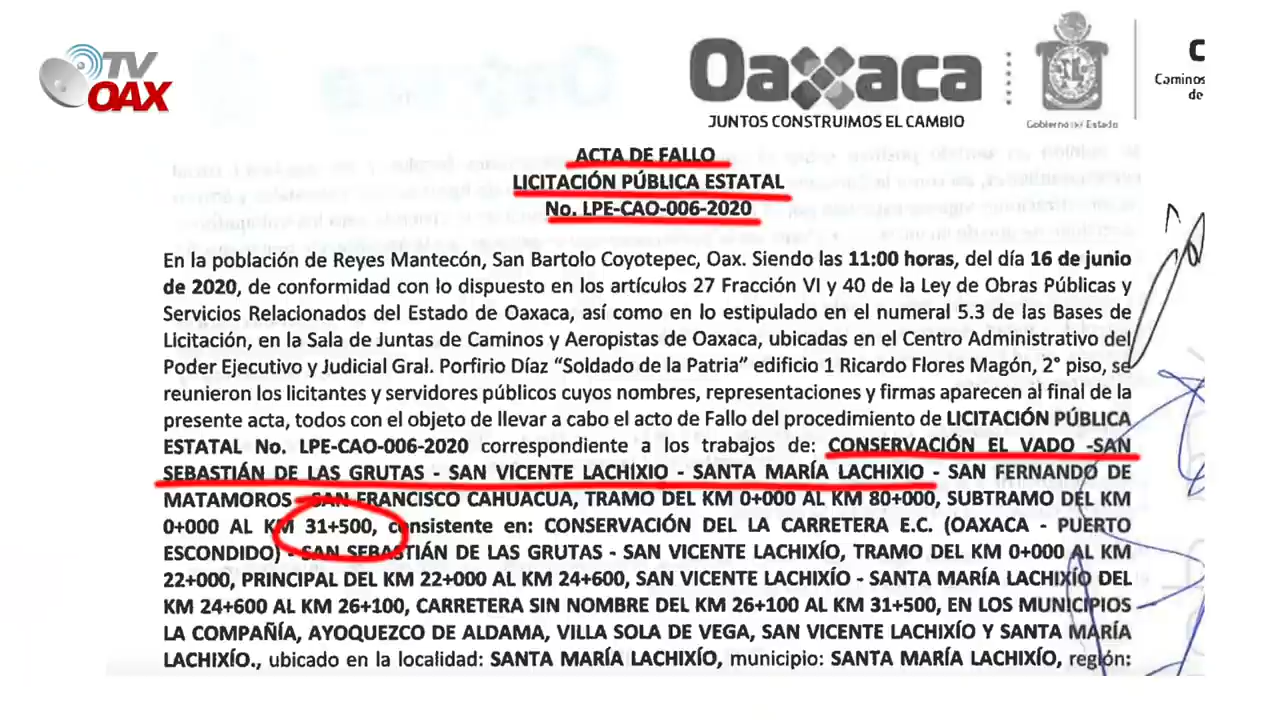 TV
OAX
Oaxaca
JUNTOS CONSTRUIMOS EL CAMBIO
Gobierno del Estado
C
Caminos
de
ACTA DE FALLO
LICITACIÓN PÚBLICA ESTATAL
No. LPE-CAO-006-2020
En la población de Reyes Mantecón, San Bartolo Coyotepec, Oax. Siendo las 11:00 horas, del día 16 de junio
de 2020, de conformidad con lo dispuesto en los artículos 27 Fracción VI y 40 de la Ley de Obras Públicas y
Servicios Relacionados del Estado de Oaxaca, así como en lo estipulado en el numeral 5.3 de las Bases de
Licitación, en la Sala de Juntas de Caminos y Aeropistas de Oaxaca, ubicadas en el Centro Administrativo del
Poder Ejecutivo y Judicial Gral. Porfirio Díaz "Soldado de la Patria" edificio 1 Ricardo Flores Magón, 2° piso, se
reunieron los licitantes y servidores públicos cuyos nombres, representaciones y firmas aparecen al final de la
presente acta, todos con el objeto de llevar a cabo el acto de Fallo del procedimiento de LICITACIÓN PÚBLICA
ESTATAL No. LPE-CAO-006-2020 correspondiente a los trabajos de: CONSERVACIÓN EL VADO -SAN
SEBASTIÁN DE LAS GRUTAS - SAN VICENTE LACHIXIO - SANTA MARÍA LACHIXIO - SAN FERNANDO DE
MATAMOROS - SAN FRANCISCO CAHUACUA, TRAMO DEL KM 0+000 AL KM 80+000, SUBTRAMO DEL KM
0+000 AL KM 31+500, consistente en: CONSERVACIÓN DEL LA CARRETERA E.C. (OAXACA - PUERTO
ESCONDIDO) - SAN SEBASTIÁN DE LAS GRUTAS - SAN VICENTE LACHIXÍO, TRAMO DEL KM 0+000 AL KM
22+000, PRINCIPAL DEL KM 22+000 AL KM 24+600, SAN VICENTE LACHIXÍO - SANTA MARÍA LACHIXÍO DEL
KM 24+600 AL KM 26+100, CARRETERA SIN NOMBRE DEL KM 26+100 AL KM 31+500, EN LOS MUNICIPIOS
LA COMPAÑÍA, AYOQUEZCO DE ALDAMA, VILLA SOLA DE VEGA, SAN VICENTE LACHIXÍO Y SANTA MARÍA
LACHIXÍO., ubicado en la localidad: SANTA MARÍA LACHIXÍO, municipio: SANTA MARÍA LACHIXÍO, región: